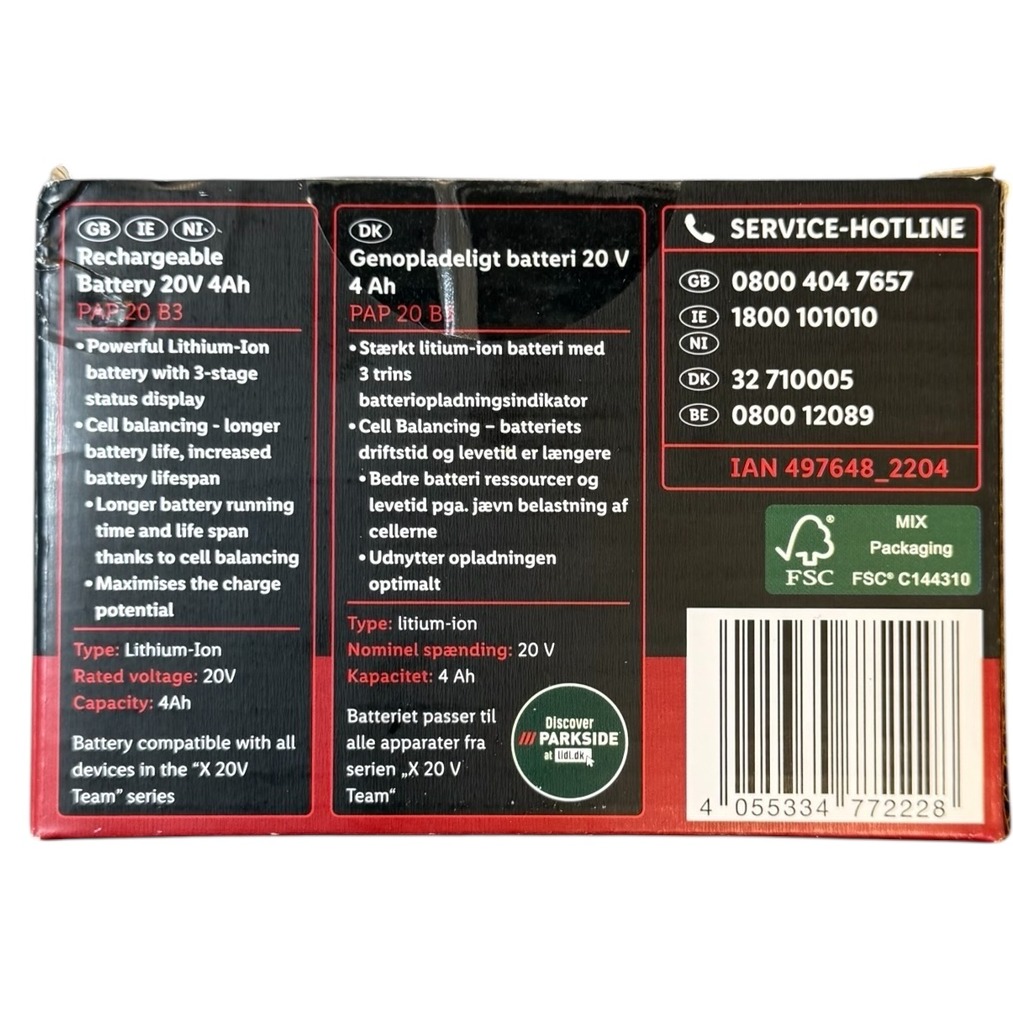 GB IE NI
Rechargeable
Battery 20V 4Ah
PAP 20 B3
•Powerful Lithium-Ion
battery with 3-stage
status display
•Cell balancing - longer
battery life, increased
battery lifespan
•Longer battery running
time and life span
thanks to cell balancing
•Maximises the charge
potential
Type: Lithium-Ion
Rated voltage: 20V
Capacity: 4Ah
Battery compatible with all
devices in the “X 20V
Team” series
DK
Genopladeligt batteri 20 V
4 Ah
PAP 20 B3
•Stærkt litium-ion batteri med
3 trins
batteriopladningsindikator
•Cell Balancing – batteriets
driftstid og levetid er længere
•Bedre batteri ressourcer og
levetid pga. jævn belastning af
cellerne
•Udnytter opladningen
optimalt
Type: litium-ion
Nominel spænding: 20 V
Kapacitet: 4 Ah
Batteriet passer til
alle apparater fra
serien „X 20 V
Team“
Discover
PARKSIDE®
at lidl.dk
SERVICE-HOTLINE
GB 0800 404 7657
IE 1800 101010
NI
DK 32 710005
BE 0800 12089
IAN 497648_2204
FSC®
MIX
Packaging
FSC® C144310
4 055334 772228